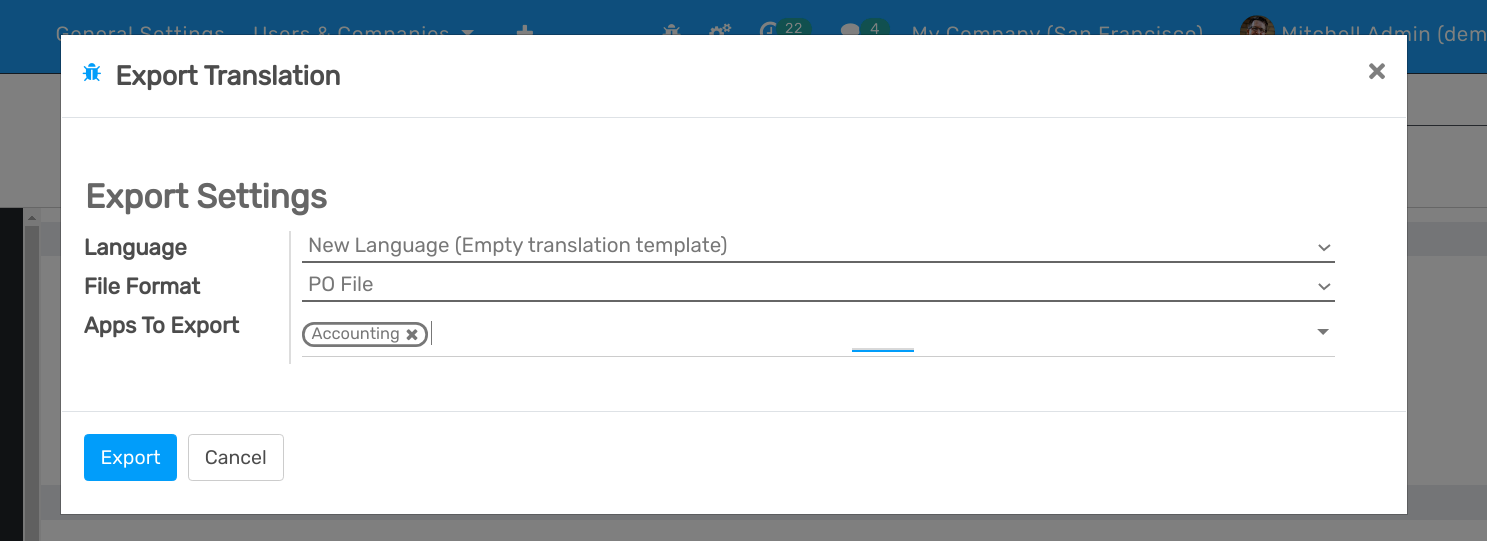 General Settings Users & Companies 22 4 My Company (San Francisco) Mitchell Admin (dem
Export Translation
Export Settings
Language New Language (Empty translation template)
File Format PO File
Apps To Export Accounting
Export Cancel